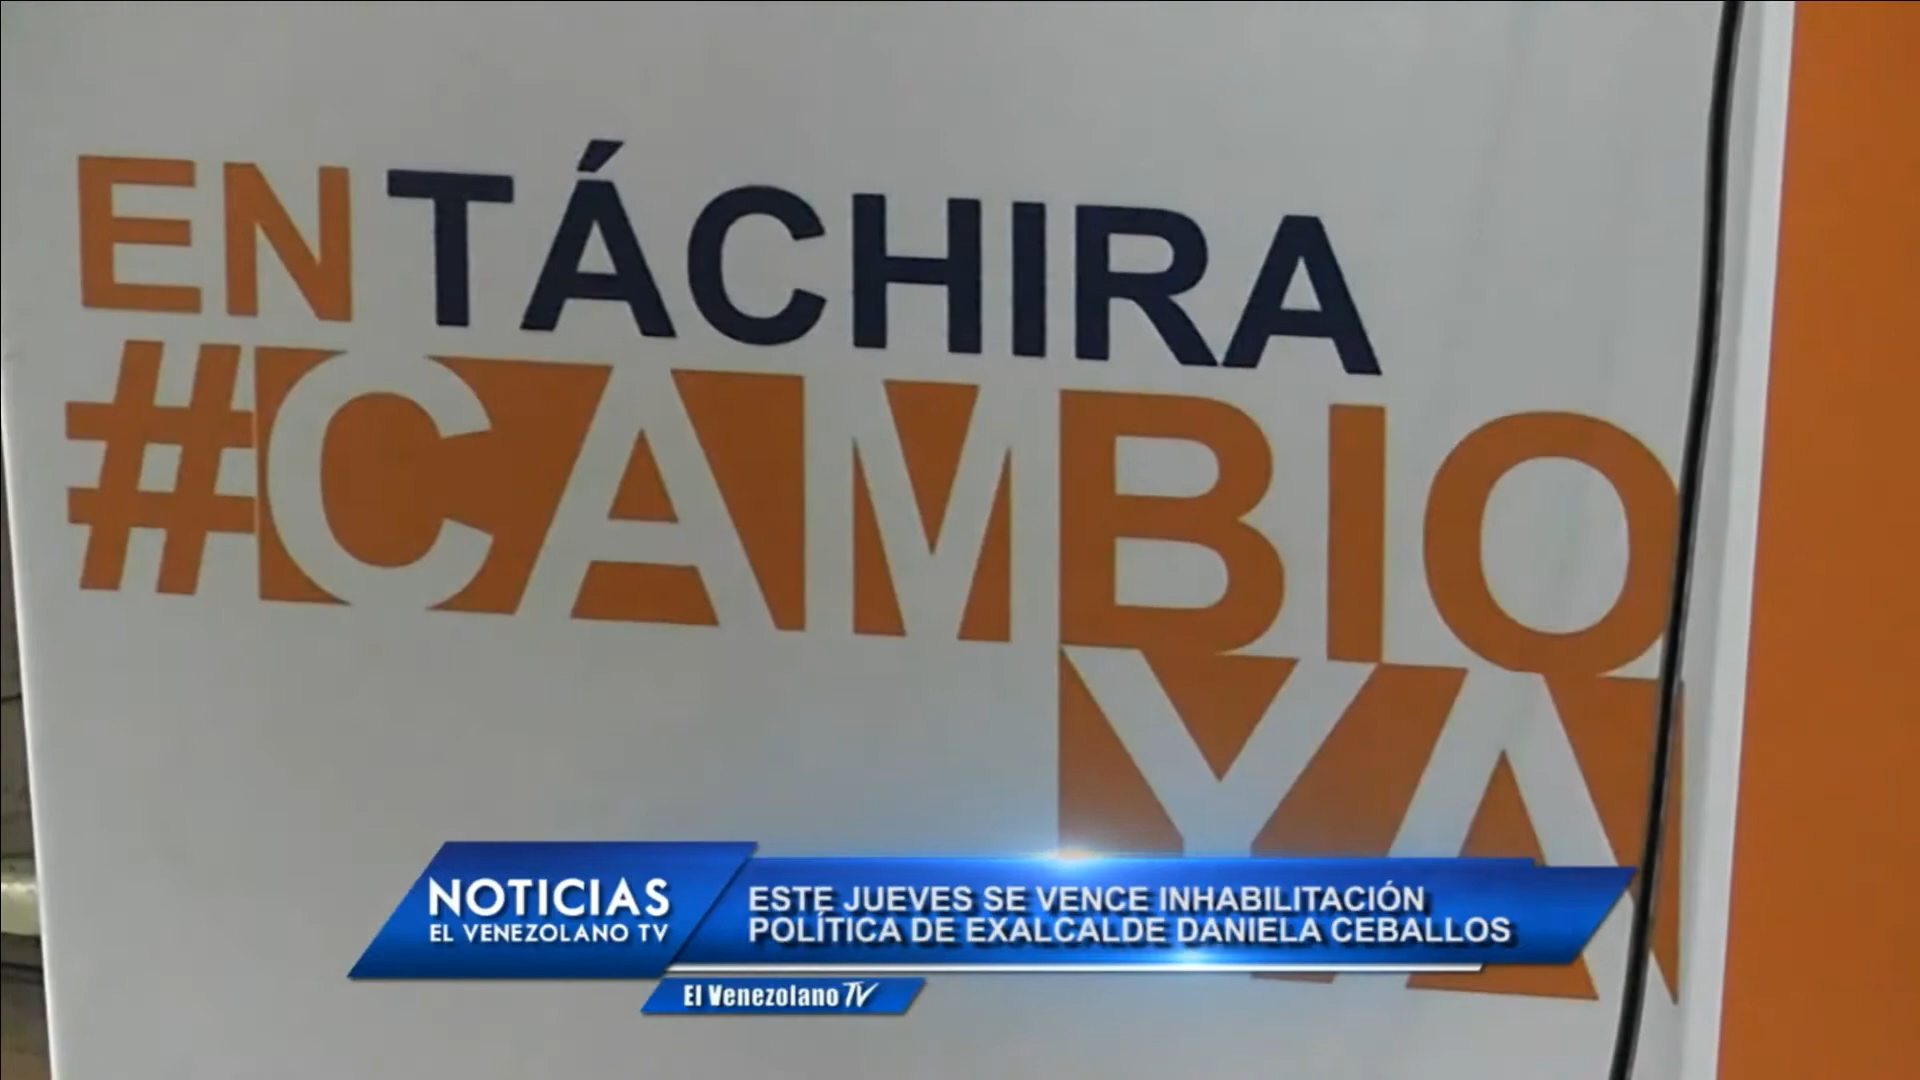 EN TÁCHIRA
#CAMBIO
YA
NOTICIAS
EL VENEZOLANO TV
ESTE JUEVES SE VENCE INHABILITACIÓN
POLÍTICA DE EXALCALDE DANIELA CEBALLOS
El Venezolano TV